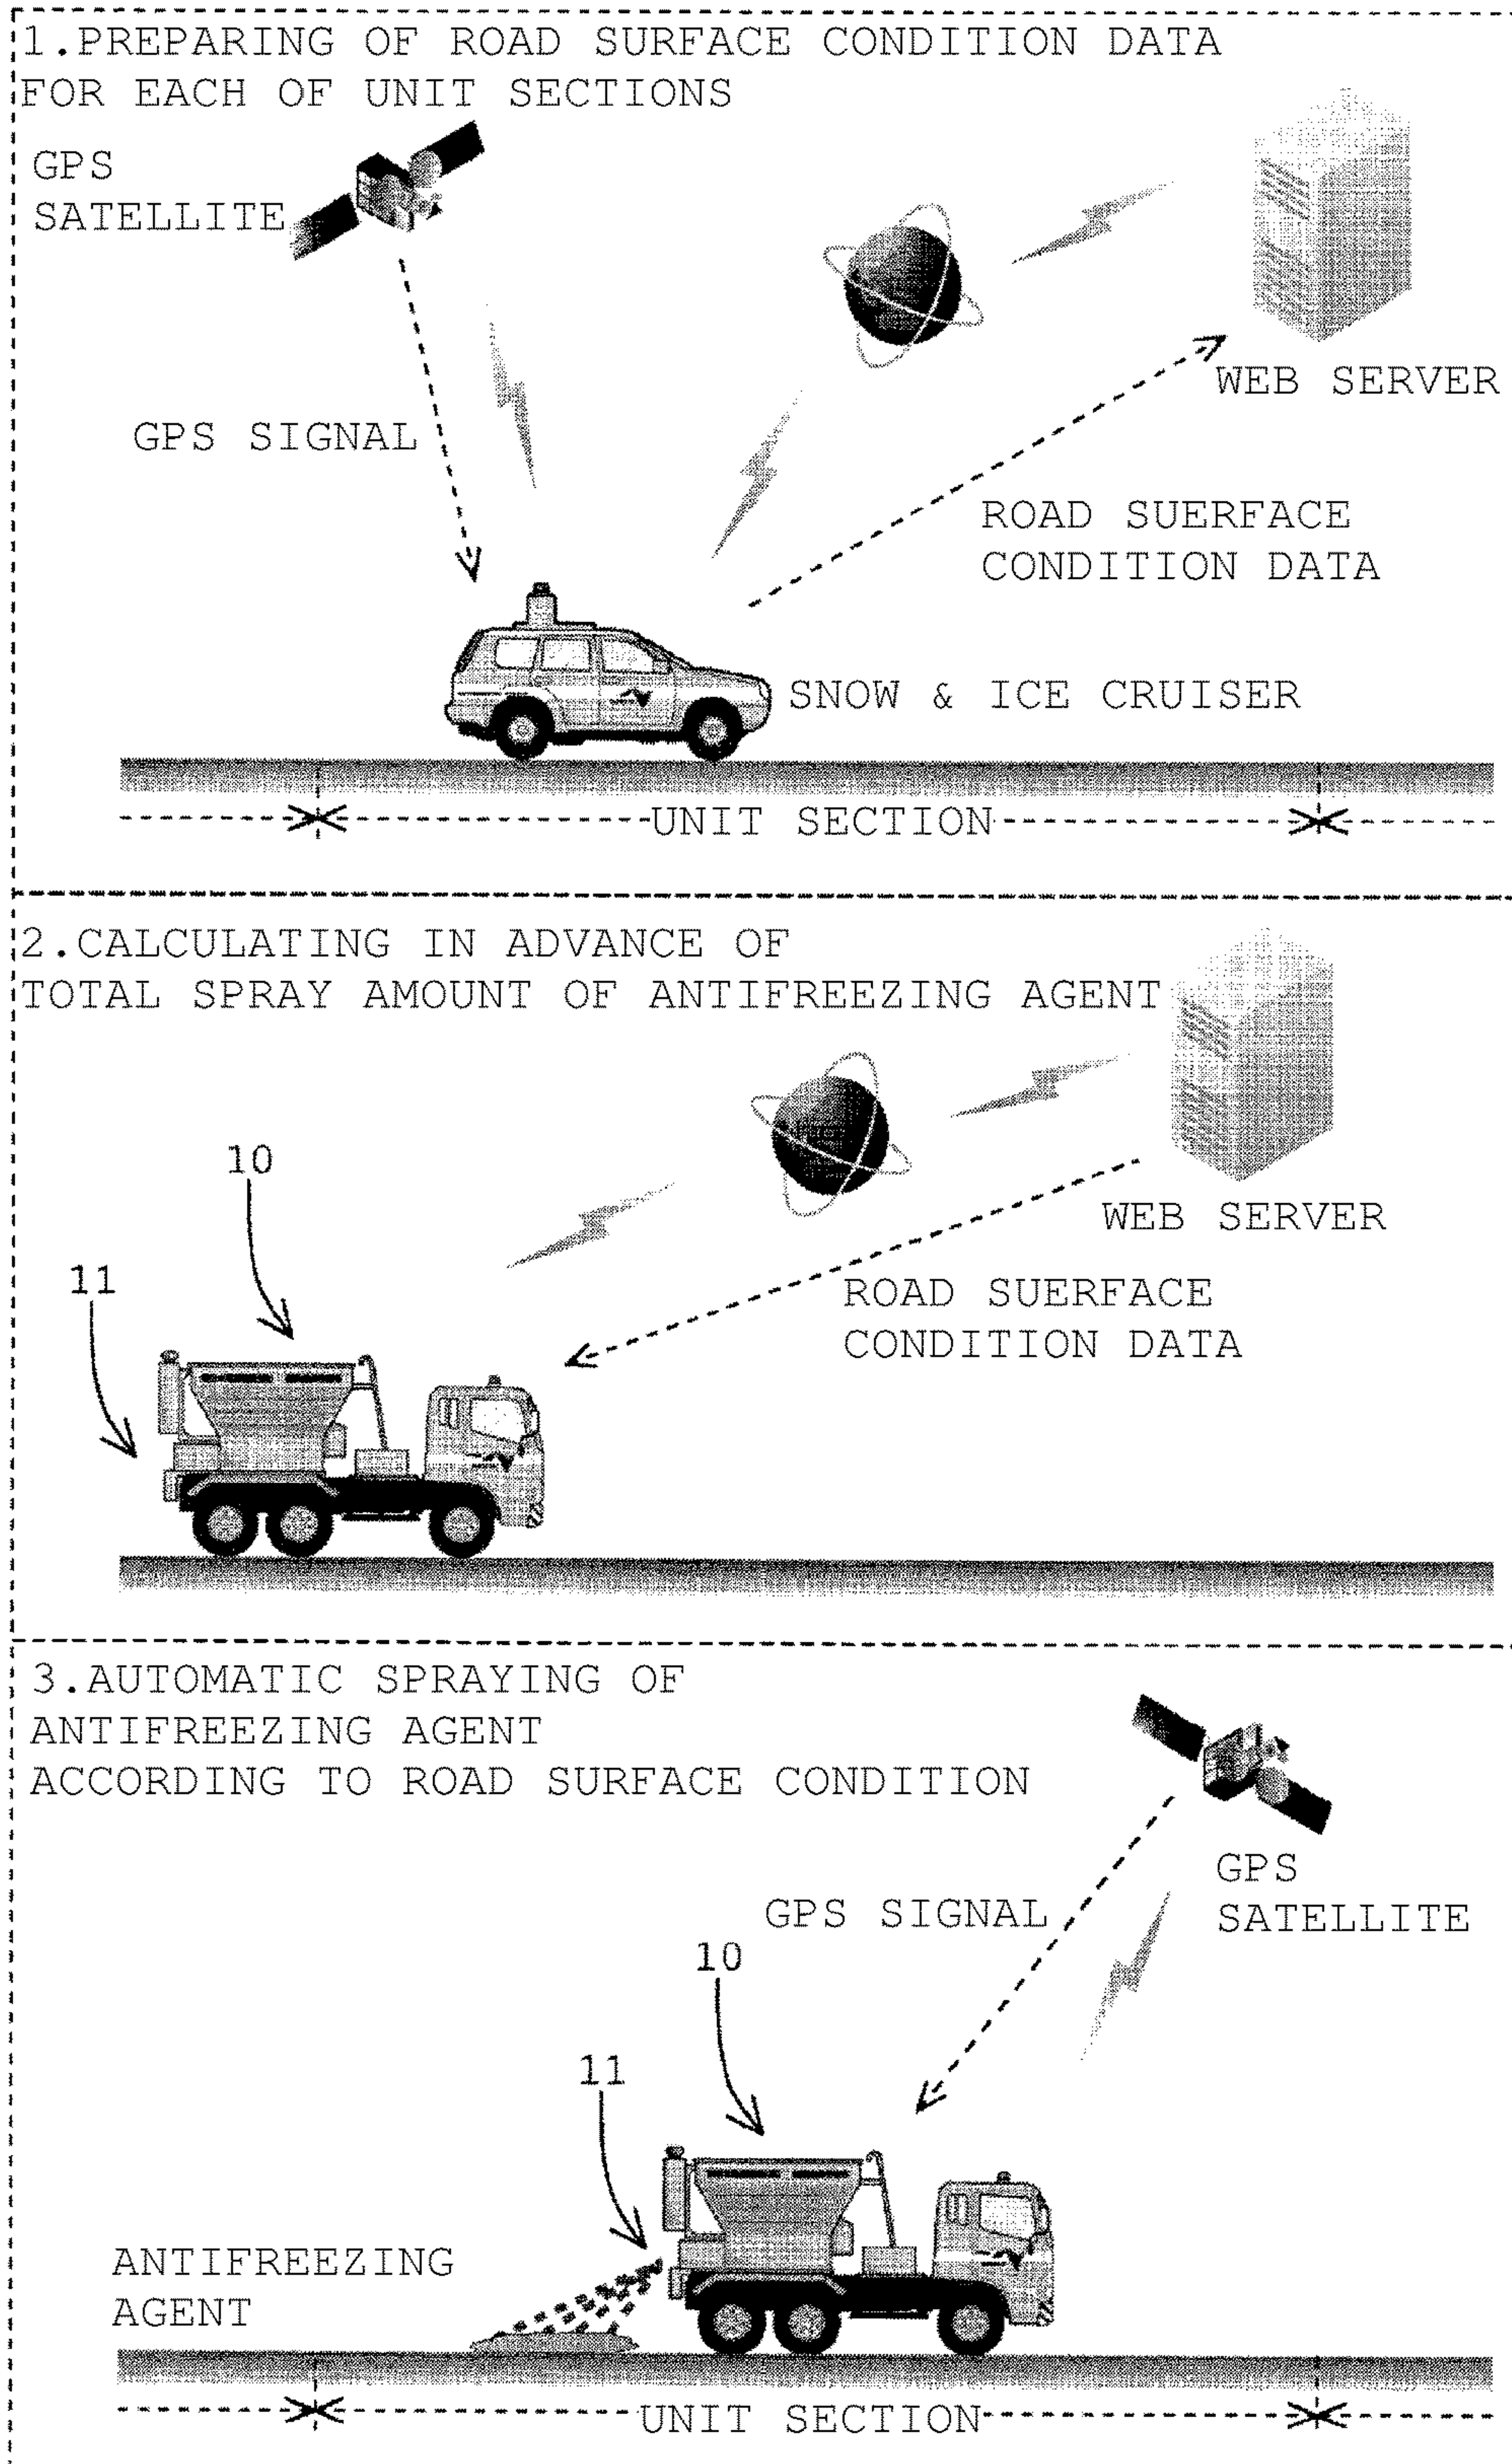 1.PREPARING OF ROAD SURFACE CONDITION DATA
FOR EACH OF UNIT SECTIONS
GPS
SATELLITE
WEB SERVER
GPS SIGNAL
ROAD SUERFACE
CONDITION DATA
SNOW & ICE CRUISER
UNIT SECTION
2.CALCULATING IN ADVANCE OF
TOTAL SPRAY AMOUNT OF ANTIFREEZING AGENT
10
WEB SERVER
11
ROAD SUERFACE
CONDITION DATA
3.AUTOMATIC SPRAYING OF
ANTIFREEZING AGENT
ACCORDING TO ROAD SURFACE CONDITION
GPS
SATELLITE
GPS SIGNAL
10
11
ANTIFREEZING
AGENT
UNIT SECTION